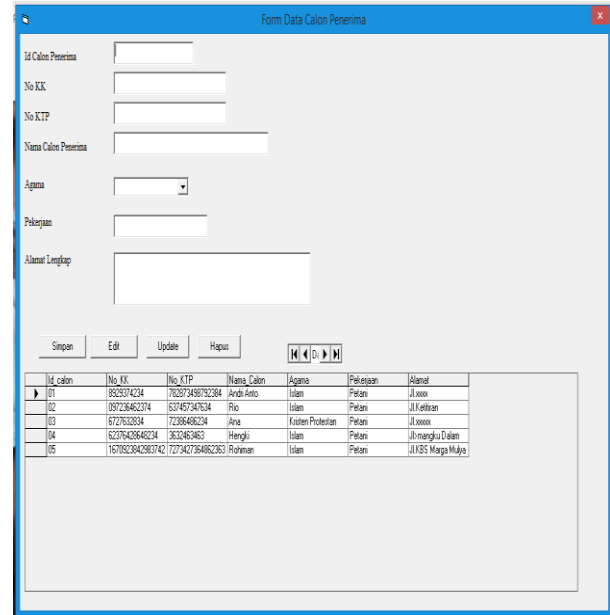 Form Data Calon Penerima
x
Id Calon Penerima
No KK
No KTP
Nama Calon Penerima
Agama
Pekerjaan
Alamat Lengkap
Simpan Edit Update Hapus
Id_calon No_KK No_KTP Nama_Calon Agama Pekerjaan Alamat
01 8929374234 782873498792384 Andri Anto Islam Petani Jl.xxxx
02 097236462374 637457347634 Rio Islam Petani Jl.Ketitiran
03 6727632834 72386486234 Ana Kristen Protestan Petani Jl.xxxxx
04 62376428648234 3632463463 Hengki Islam Petani Jl>mangku Dalam
05 1670923842983742 7273427364862363 Rohiman Islam Petani Jl.KBS Marga Mulya